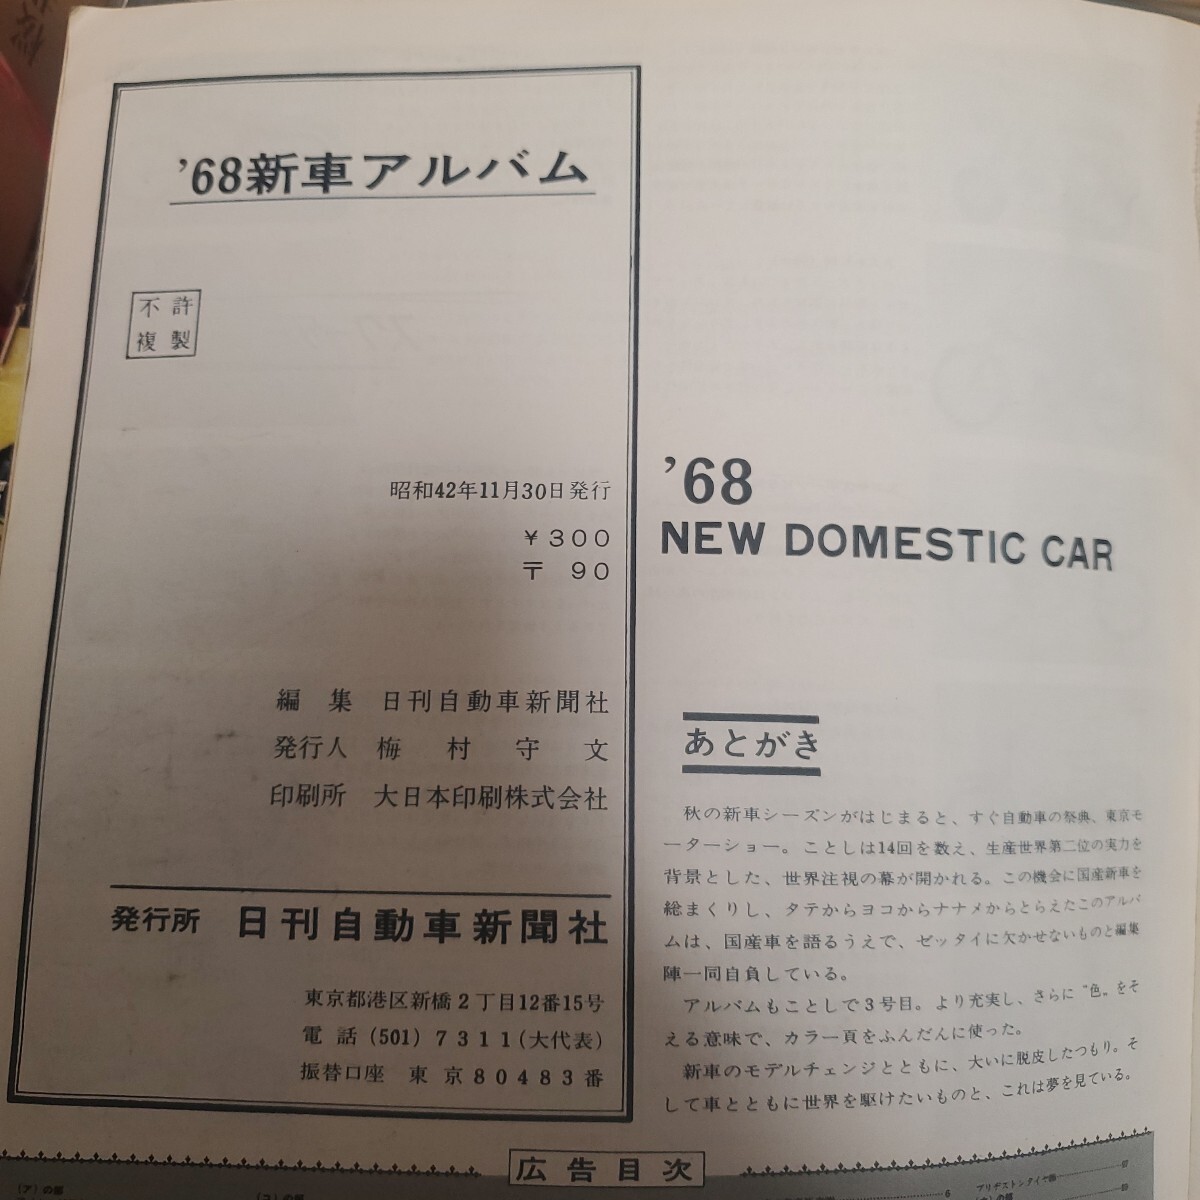 '68新車アルバム
不許
複製
昭和42年11月30日発行
¥300
〒 90
編 集 日刊自動車新聞社
発行人 梅村守文
印刷所 大日本印刷株式会社
発行所 日刊自動車新聞社
東京都港区新橋2丁目12番15号
電話(501)7311(大代表)
振替口座 東京80483番
'68
NEW DOMESTIC CAR
あとがき
秋の新車シーズンがはじまると、すぐ自動車の祭典、東京モ
ーターショー。ことしは14回を数え、生産世界第二位の実力を
背景とした、世界注視の幕が開かれる。この機会に国産新車を
総まくりし、タテからヨコからナナメからとらえたこのアルバ
ムは、国産車を語るうえで、ゼッタイに欠かせないものと編集
陣一同自負している。
アルバムもことしで3号目。より充実し、さらに“色”をそ
える意味で、カラー頁をふんだんに使った。
新車のモデルチェンジとともに、大いに脱皮したつもり。そ
して車とともに世界を駆けたいものと、これは夢を見ている。
広告目次
(ア)の部
(コ)の部
6
ブリヂストンタイヤ㈱